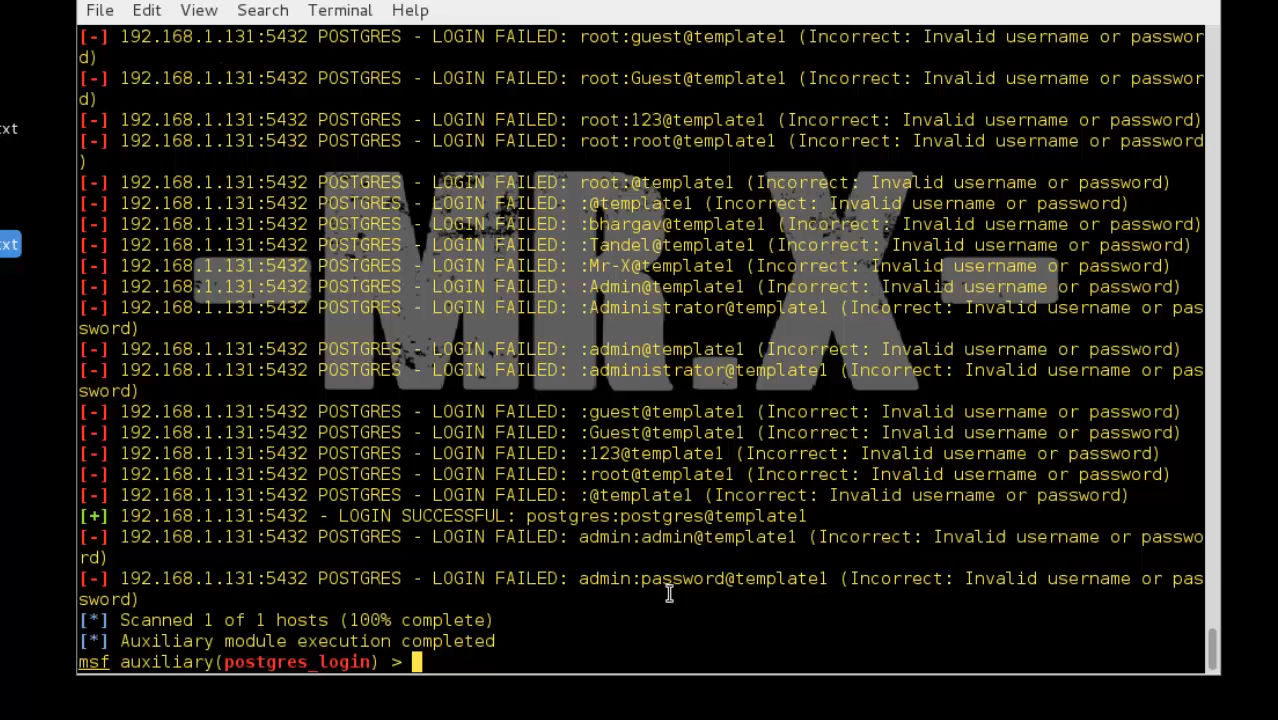 File Edit View Search Terminal Help
[-] 192.168.1.131:5432 POSTGRES - LOGIN FAILED: root:guest@template1 (Incorrect: Invalid username or passwor
d)
[-] 192.168.1.131:5432 POSTGRES - LOGIN FAILED: root:Guest@template1 (Incorrect: Invalid username or passwor
d)
[-] 192.168.1.131:5432 POSTGRES - LOGIN FAILED: root:123@template1 (Incorrect: Invalid username or password)
[-] 192.168.1.131:5432 POSTGRES - LOGIN FAILED: root:root@template1 (Incorrect: Invalid username or password
)
[-] 192.168.1.131:5432 POSTGRES - LOGIN FAILED: root:@template1 (Incorrect: Invalid username or password)
[-] 192.168.1.131:5432 POSTGRES - LOGIN FAILED: :@template1 (Incorrect: Invalid username or password)
[-] 192.168.1.131:5432 POSTGRES - LOGIN FAILED: :bhargav@template1 (Incorrect: Invalid username or password)
[-] 192.168.1.131:5432 POSTGRES - LOGIN FAILED: :Tandel@template1 (Incorrect: Invalid username or password)
[-] 192.168.1.131:5432 POSTGRES - LOGIN FAILED: :Mr-X@template1 (Incorrect: Invalid username or password)
[-] 192.168.1.131:5432 POSTGRES - LOGIN FAILED: :Admin@template1 (Incorrect: Invalid username or password)
[-] 192.168.1.131:5432 POSTGRES - LOGIN FAILED: :Administrator@template1 (Incorrect: Invalid username or pas
sword)
[-] 192.168.1.131:5432 POSTGRES - LOGIN FAILED: :admin@template1 (Incorrect: Invalid username or password)
[-] 192.168.1.131:5432 POSTGRES - LOGIN FAILED: :administrator@template1 (Incorrect: Invalid username or pas
sword)
[-] 192.168.1.131:5432 POSTGRES - LOGIN FAILED: :guest@template1 (Incorrect: Invalid username or password)
[-] 192.168.1.131:5432 POSTGRES - LOGIN FAILED: :Guest@template1 (Incorrect: Invalid username or password)
[-] 192.168.1.131:5432 POSTGRES - LOGIN FAILED: :123@template1 (Incorrect: Invalid username or password)
[-] 192.168.1.131:5432 POSTGRES - LOGIN FAILED: :root@template1 (Incorrect: Invalid username or password)
[-] 192.168.1.131:5432 POSTGRES - LOGIN FAILED: :@template1 (Incorrect: Invalid username or password)
[+] 192.168.1.131:5432 - LOGIN SUCCESSFUL: postgres:postgres@template1
[-] 192.168.1.131:5432 POSTGRES - LOGIN FAILED: admin:admin@template1 (Incorrect: Invalid username or passwo
rd)
[-] 192.168.1.131:5432 POSTGRES - LOGIN FAILED: admin:password@template1 (Incorrect: Invalid username or pas
sword)
[*] Scanned 1 of 1 hosts (100% complete)
[*] Auxiliary module execution completed
msf auxiliary(postgres_login) >
-MR.X-
txt
txt